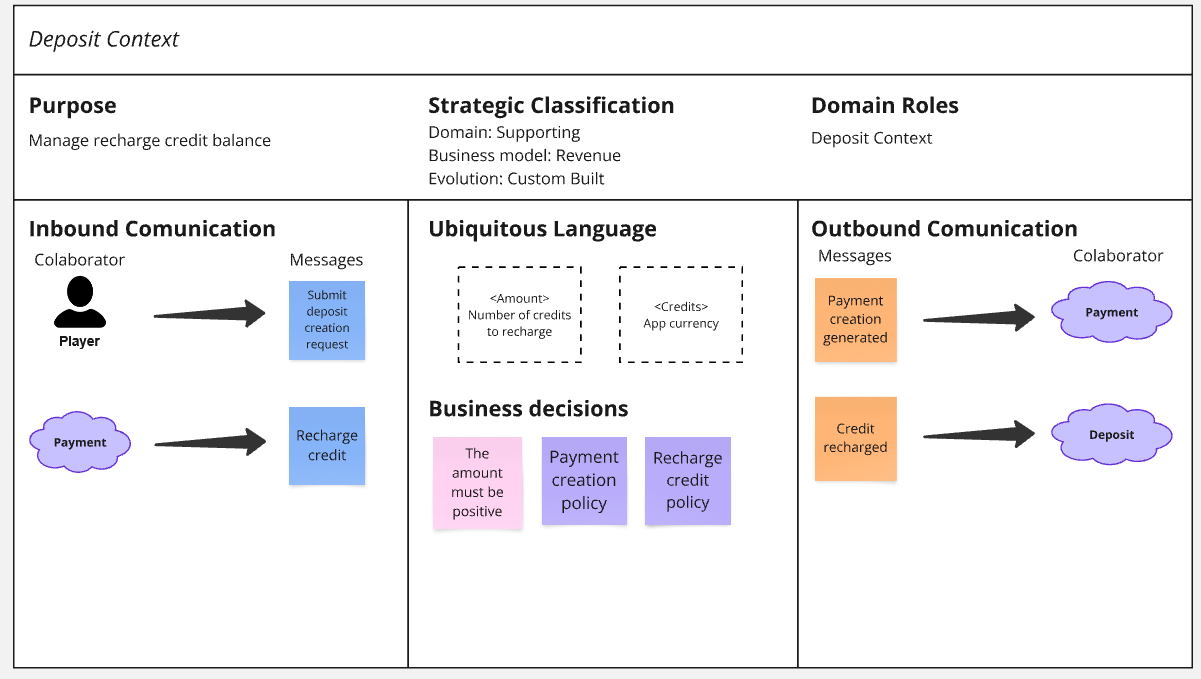 Deposit Context
Purpose
Manage recharge credit balance
Strategic Classification
Domain: Supporting
Business model: Revenue
Evolution: Custom Built
Domain Roles
Deposit Context
Inbound Comunication
Colaborator
Messages
Player
Submit
deposit
creation
request
Payment
Recharge
credit
Ubiquitous Language
<Amount>
Number of credits
to recharge
<Credits>
App currency
Business decisions
The
amount
must be
positive
Payment
creation
policy
Recharge
credit
policy
Outbound Comunication
Messages
Colaborator
Payment
creation
generated
Payment
Credit
recharged
Deposit